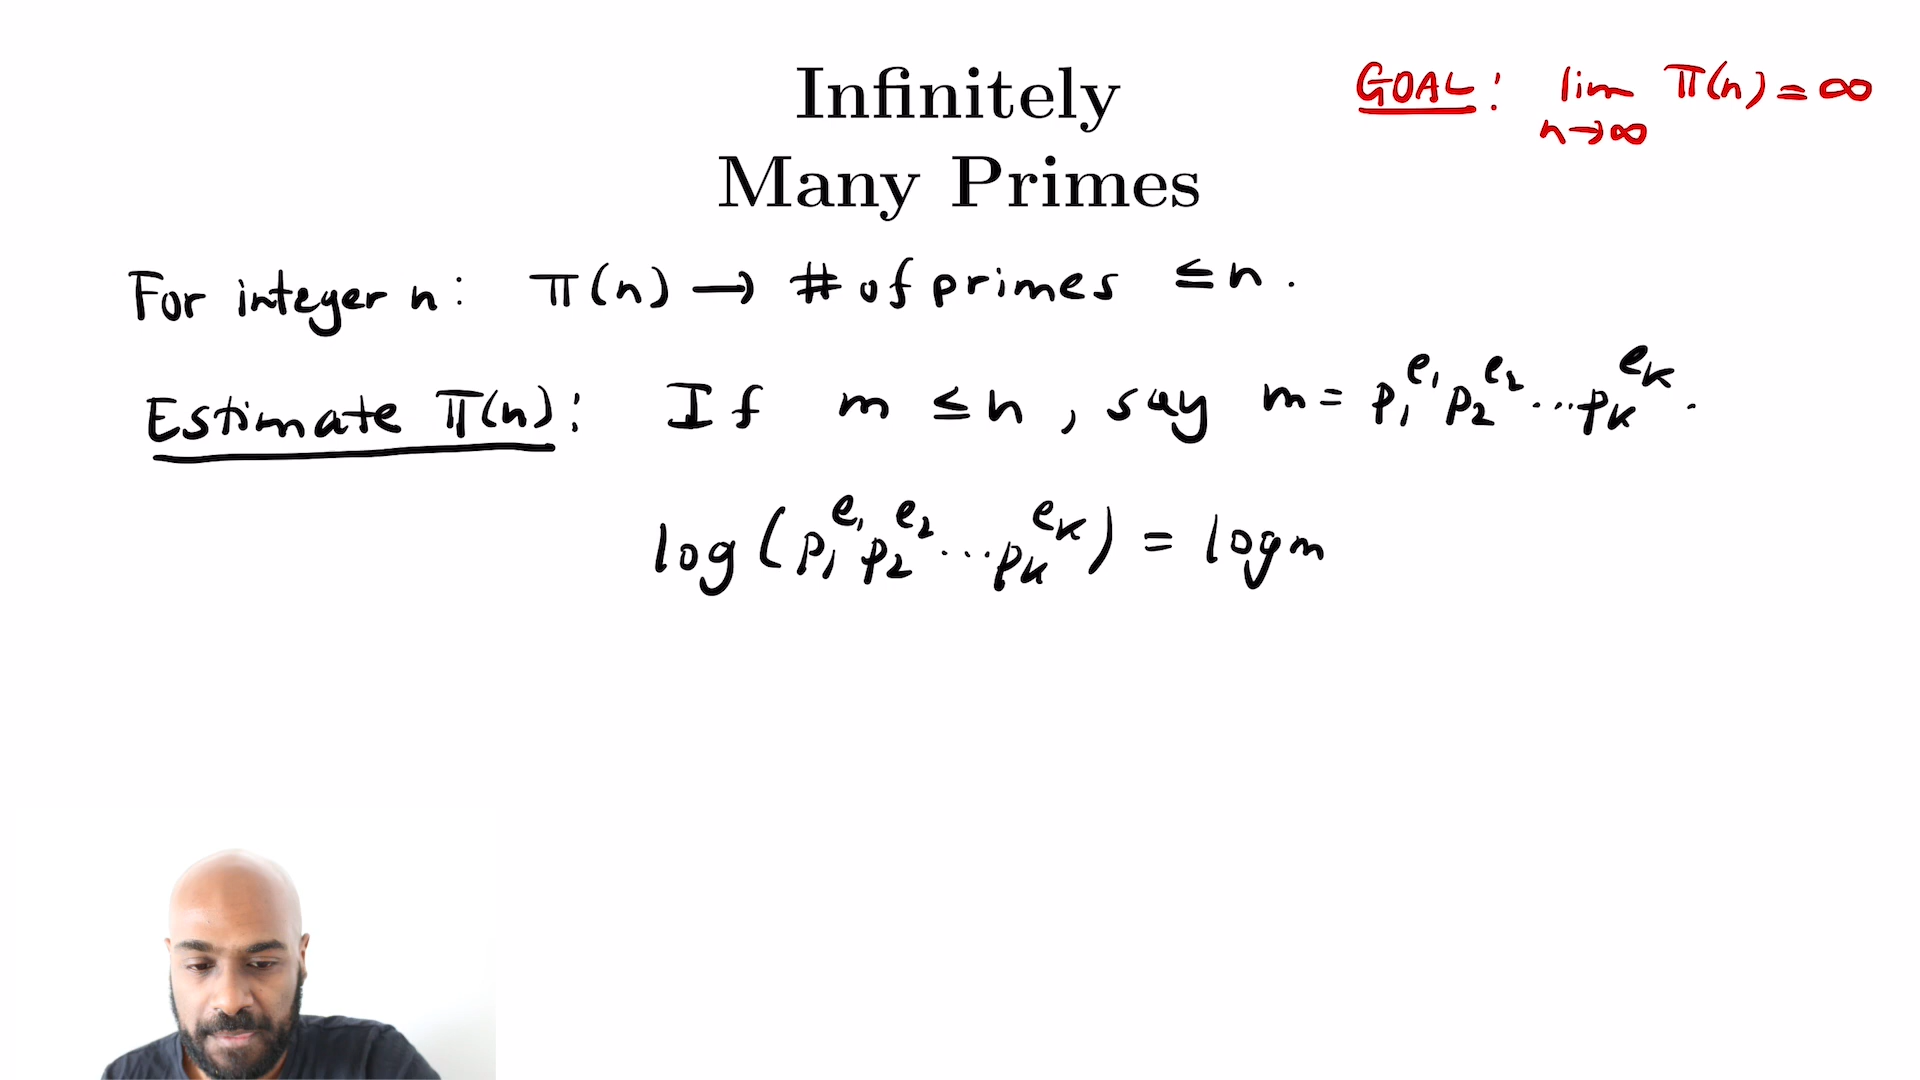 Infinitely
Many Primes
GOAL: lim π(n) = ∞
n→∞
For integer n: π(n) → # of primes ≤ n.
Estimate π(n): If m ≤ n, say m = p₁^e₁ p₂^e₂ ... pₖ^eₖ.
log(p₁^e₁ p₂^e₂ ... pₖ^eₖ) = log m